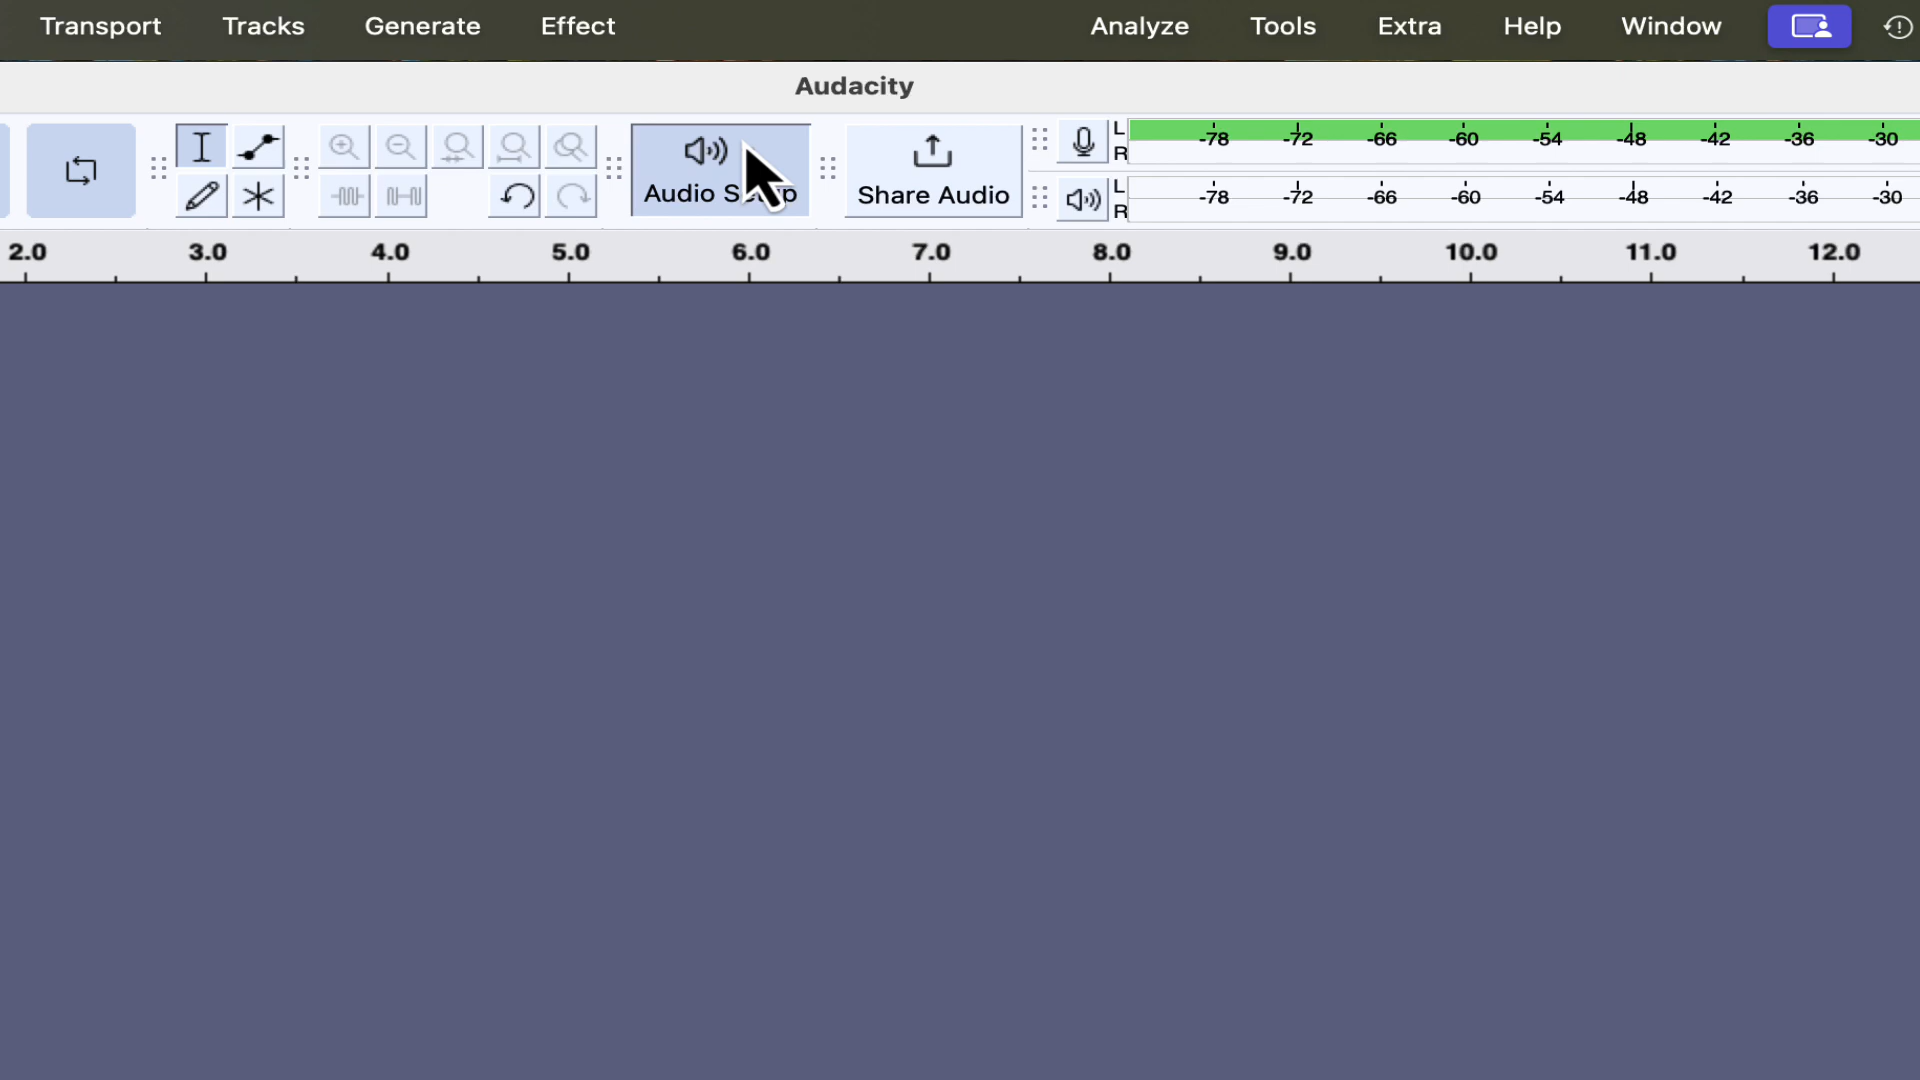 Transport Tracks Generate Effect Analyze Tools Extra Help Window
Audacity
L -78 -72 -66 -60 -54 -48 -42 -36 -30
R
Audio Setup Share Audio
L -78 -72 -66 -60 -54 -48 -42 -36 -30
R
2.0 3.0 4.0 5.0 6.0 7.0 8.0 9.0 10.0 11.0 12.0